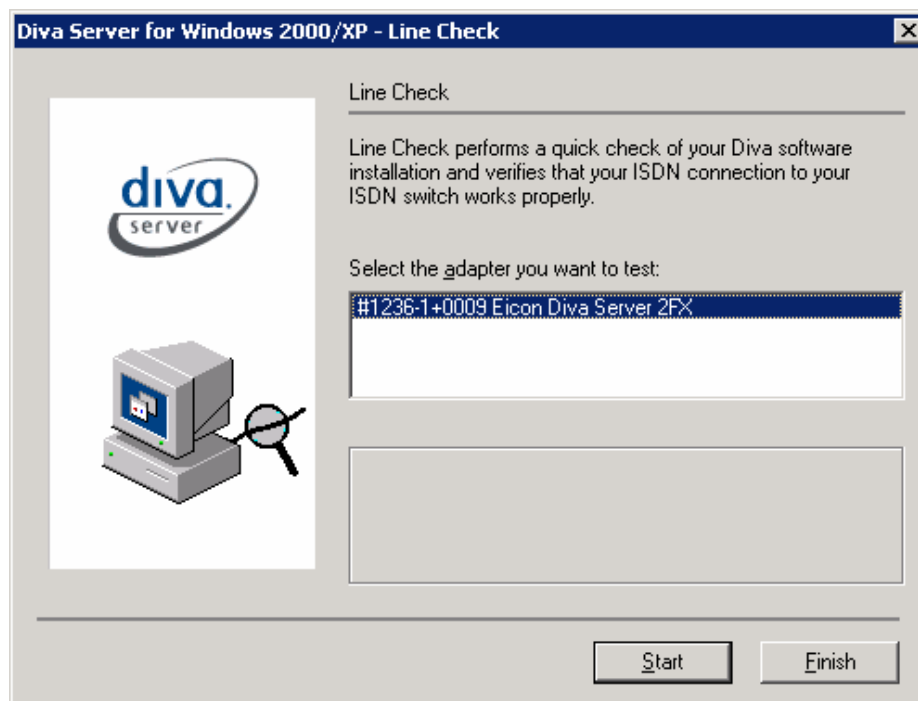 Diva Server for Windows 2000/XP - Line Check
diva.
server
Line Check
Line Check performs a quick check of your Diva software
installation and verifies that your ISDN connection to your
ISDN switch works properly.
Select the adapter you want to test:
#1236-1+0009 Eicon Diva Server 2FX
Start
Finish